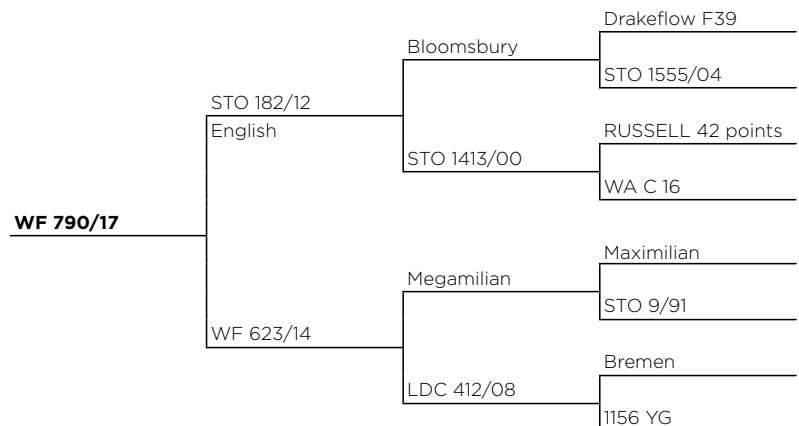 Drakeflow F39
Bloomsbury
STO 1555/04
STO 182/12
English
RUSSELL 42 points
STO 1413/00
WA C 16
WF 790/17
Maximilian
Megamilian
STO 9/91
WF 623/14
Bremen
LDC 412/08
1156 YG